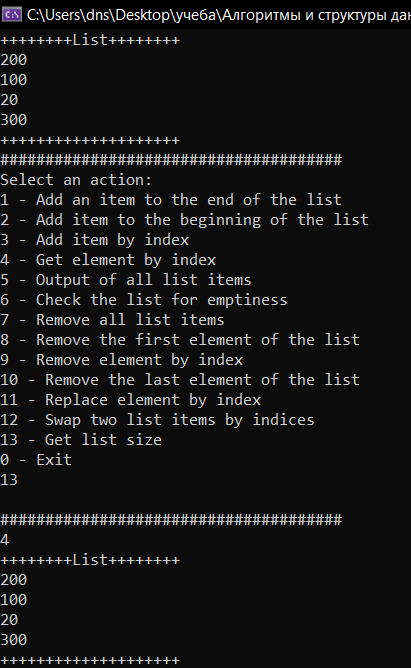 C:\Users\dns\Desktop\учеба\Алгоритмы и структуры
++++++++List++++++++
200
100
20
300
++++++++++++++++++++
######################################
Select an action:
1 - Add an item to the end of the list
2 - Add item to the beginning of the list
3 - Add item by index
4 - Get element by index
5 - Output of all list items
6 - Check the list for emptiness
7 - Remove all list items
8 - Remove the first element of the list
9 - Remove element by index
10 - Remove the last element of the list
11 - Replace element by index
12 - Swap two list items by indices
13 - Get list size
0 - Exit
13
######################################
4
++++++++List++++++++
200
100
20
300
++++++++++++++++++++